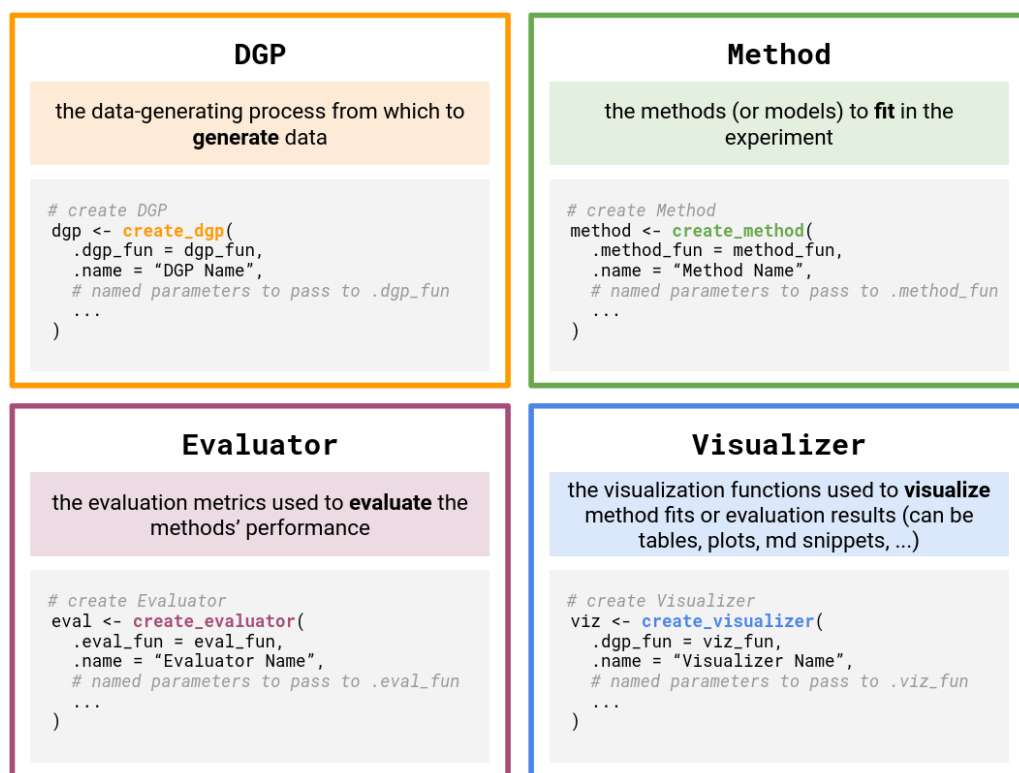 DGP
the data-generating process from which to
generate data
# create DGP
dgp <- create_dgp(
.dgp_fun = dgp_fun,
.name = “DGP Name”,
# named parameters to pass to .dgp_fun
...
)
Method
the methods (or models) to fit in the
experiment
# create Method
method <- create_method(
.method_fun = method_fun,
.name = “Method Name”,
# named parameters to pass to .method_fun
...
)
Evaluator
the evaluation metrics used to evaluate the
methods’ performance
# create Evaluator
eval <- create_evaluator(
.eval_fun = eval_fun,
.name = “Evaluator Name”,
# named parameters to pass to .eval_fun
...
)
Visualizer
the visualization functions used to visualize
method fits or evaluation results (can be
tables, plots, md snippets, ...)
# create Visualizer
viz <- create_visualizer(
.dgp_fun = viz_fun,
.name = “Visualizer Name”,
# named parameters to pass to .viz_fun
...
)